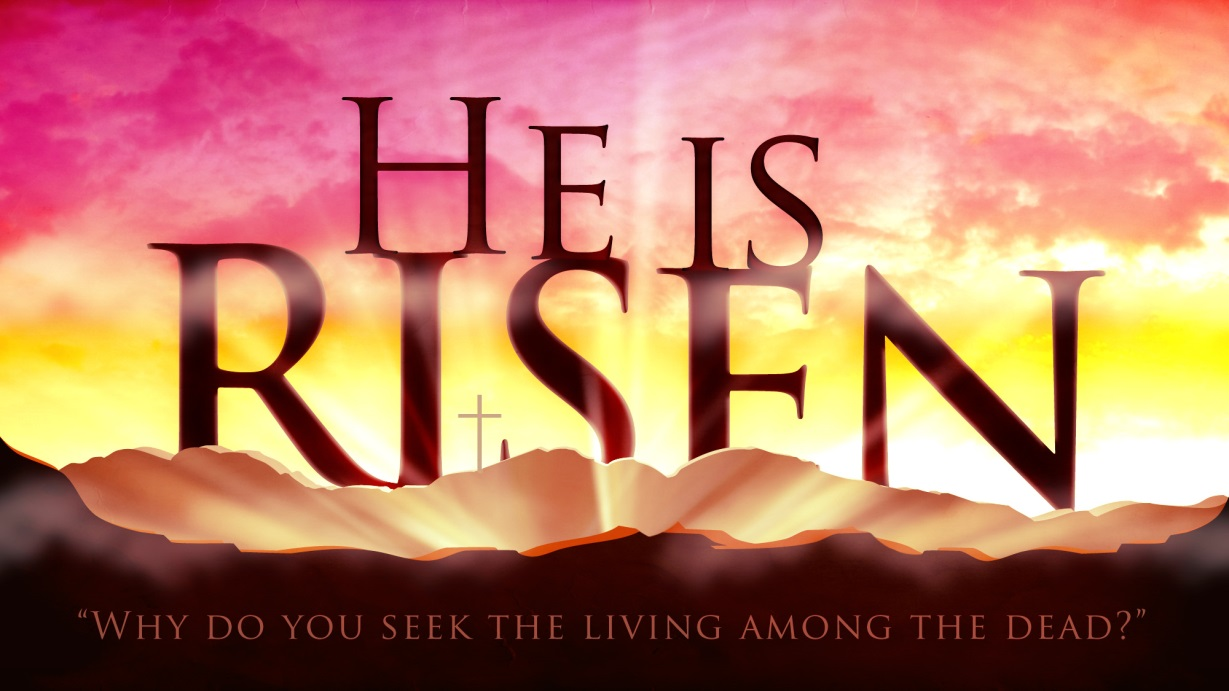 HE IS
RISEN
“WHY DO YOU SEEK THE LIVING AMONG THE DEAD?”